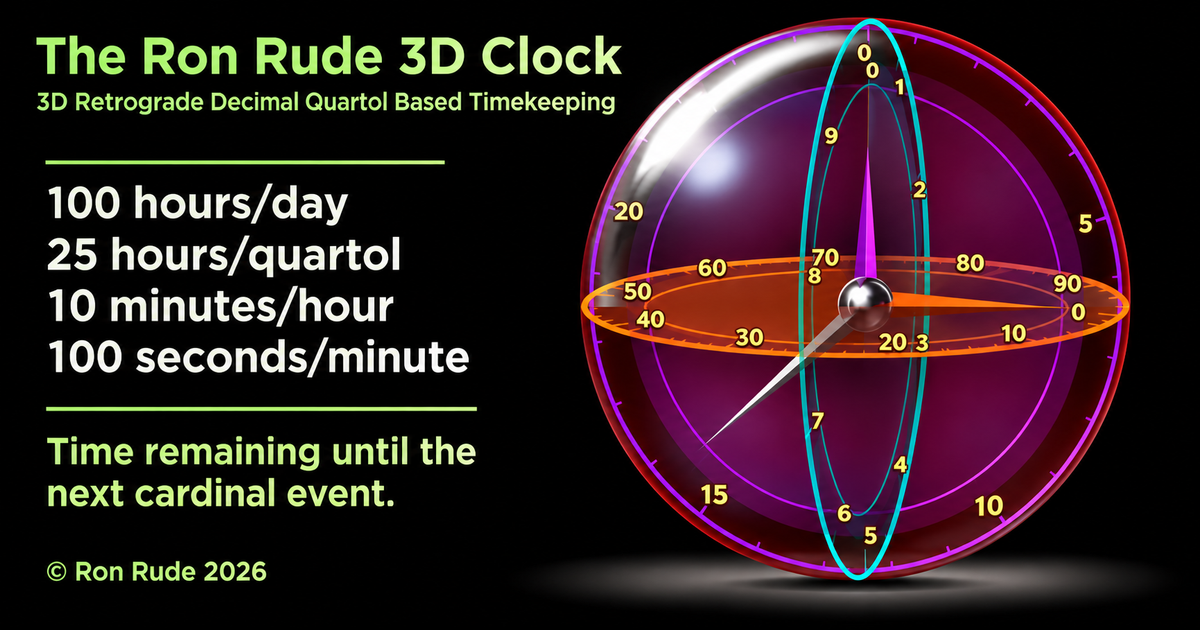 The Ron Rude 3D Clock
3D Retrograde Decimal Quartol Based Timekeeping
100 hours/day
25 hours/quartol
10 minutes/hour
100 seconds/minute
Time remaining until the
next cardinal event.
© Ron Rude 2026
0
0
1
9
2
20
5
70
60
80
8
50
90
40
0
30
20
3
10
7
4
15
10
6
5